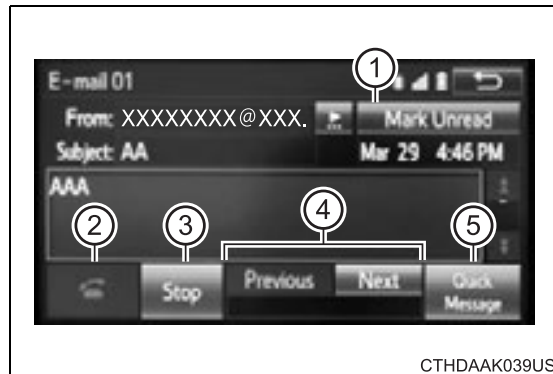 E-mail 01
From: XXXXXXXX@XXX. Mark Unread
Subject: AA Mar 29 4:46 PM
AAA
1
2 3 4 5
Stop Previous Next Quick Message
CTHDAAK039US